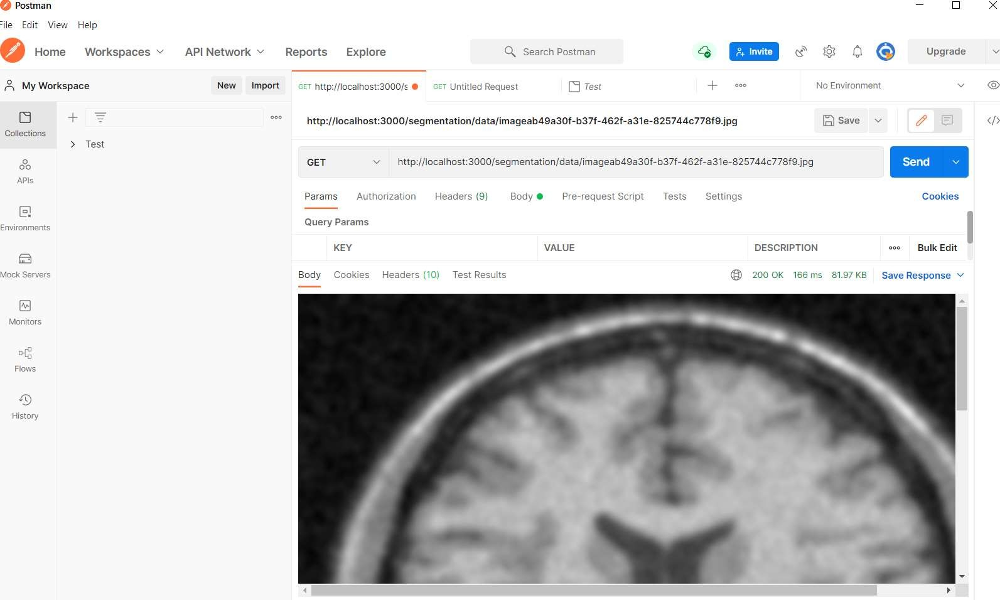 Postman
File Edit View Help
Home Workspaces API Network Reports Explore Search Postman Invite Upgrade
My Workspace New Import GET http://localhost:3000/s GET Untitled Request Test No Environment
Collections
Test
APIs
Environments
Mock Servers
Monitors
Flows
History
http://localhost:3000/segmentation/data/imageab49a30f-b37f-462f-a31e-825744c778f9.jpg Save
GET http://localhost:3000/segmentation/data/imageab49a30f-b37f-462f-a31e-825744c778f9.jpg Send
Params Authorization Headers (9) Body Pre-request Script Tests Settings Cookies
Query Params
KEY VALUE DESCRIPTION Bulk Edit
Body Cookies Headers (10) Test Results 200 OK 166 ms 81.97 KB Save Response